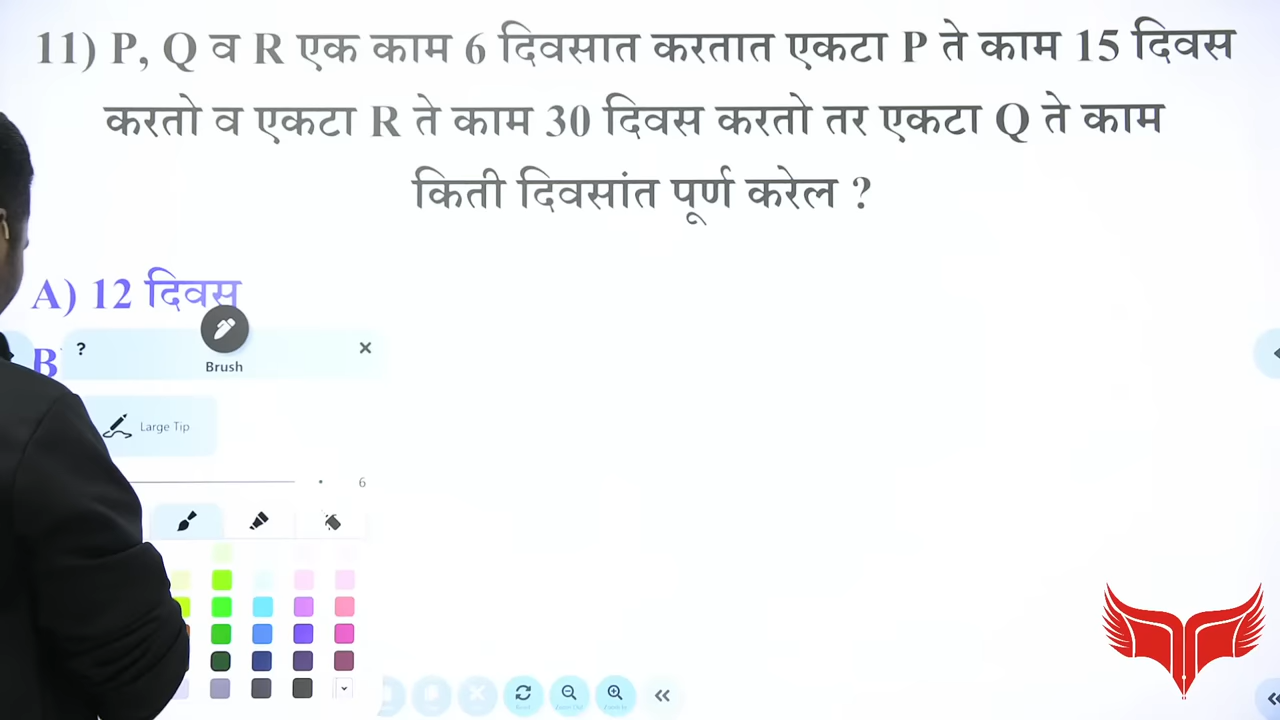 11) P, Q व R एक काम 6 दिवसात करतात एकटा P ते काम 15 दिवस
करतो व एकटा R ते काम 30 दिवस करतो तर एकटा Q ते काम
किती दिवसांत पूर्ण करेल ?
A) 12 दिवस
B
?
Brush
Large Tip
6